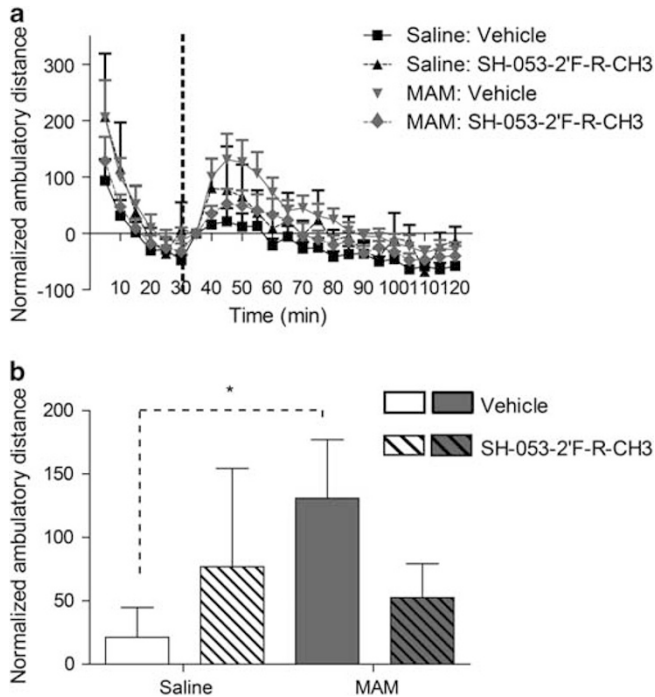 a
Normalized ambulatory distance
300
200
100
0
-100
10 20 30 40 50 60 70 80 90 100 110 120
Time (min)
Saline: Vehicle
Saline: SH-053-2'F-R-CH3
MAM: Vehicle
MAM: SH-053-2'F-R-CH3
b
Normalized ambulatory distance
200
150
100
50
0
*
Vehicle
SH-053-2'F-R-CH3
Saline MAM